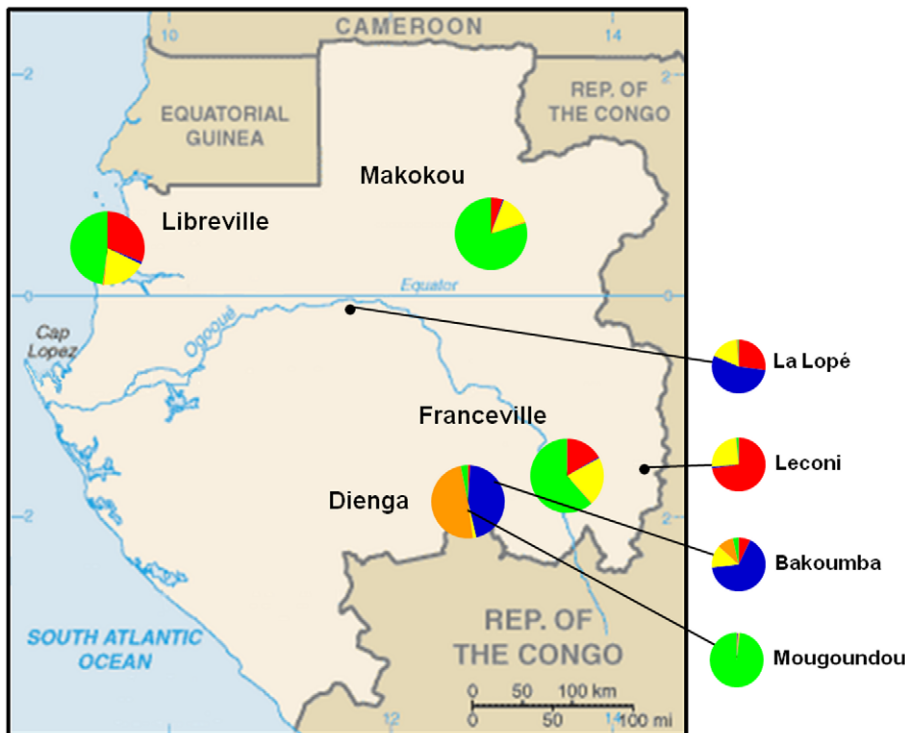 CAMEROON
10
14
2
2
REP. OF
THE CONGO
EQUATORIAL
GUINEA
Makokou
Libreville
Equator
0
0
Cap
Lopez
Ogooué
La Lopé
Franceville
Leconi
Dienga
2
2
Bakoumba
REP. OF
THE CONGO
SOUTH ATLANTIC
OCEAN
Mougoundou
0 50 100 km
0 50 100 mi
12
14